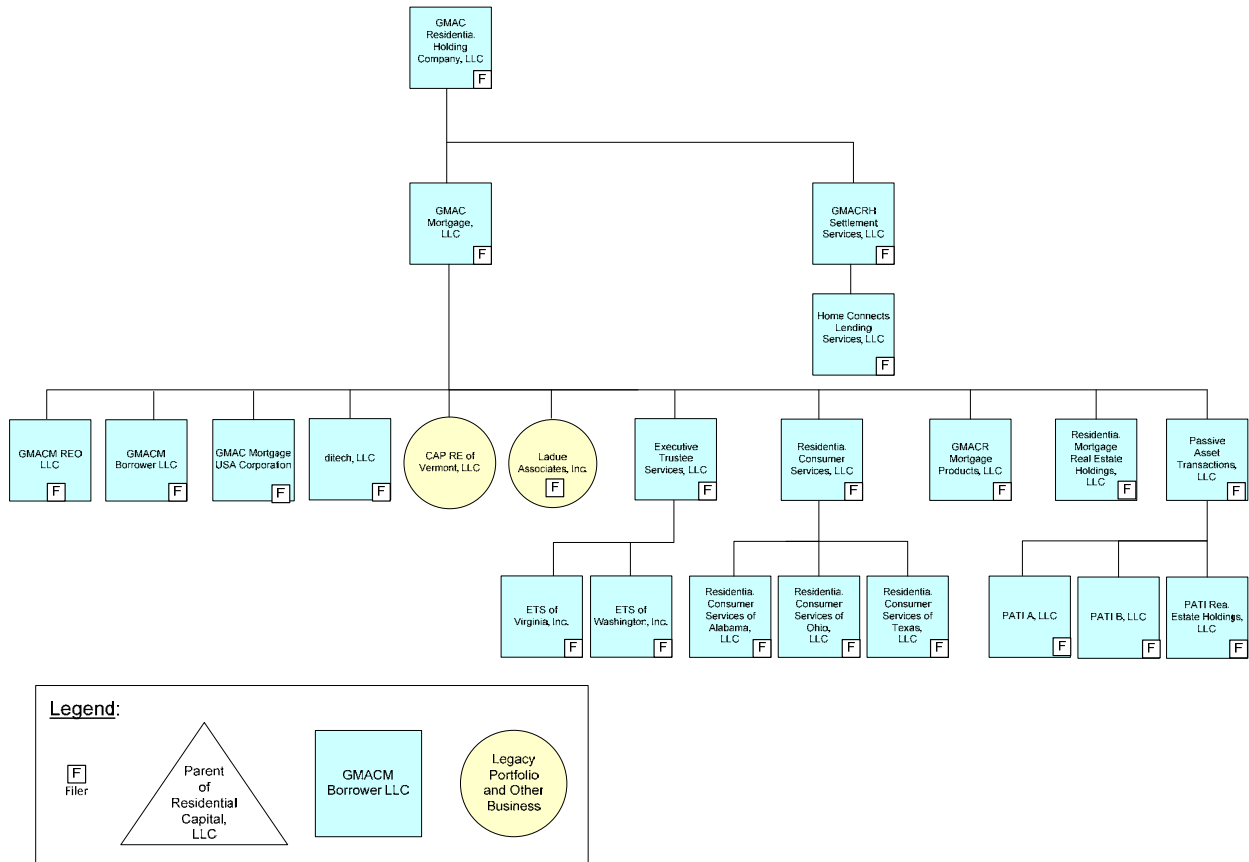 GMAC
Residentia.
Holding
Company, LLC
F
GMAC
Mortgage,
LLC
F
GMACRH
Settlement
Services, LLC
F
Home Connects
Lending
Services, LLC
F
GMACM REO
LLC
F
GMACM
Borrower LLC
F
GMAC Mortgage
USA Corporation
F
ditech, LLC
F
CAP RE of
Vermont, LLC
Ladue
Associates, Inc.
F
Executive
Trustee
Services, LLC
F
Residentia.
Consumer
Services, LLC
F
GMACR
Mortgage
Products, LLC
F
Residentia.
Mortgage
Real Estate
Holdings,
LLC
F
Passive
Asset
Transactions,
LLC
F
ETS of
Virginia, Inc.
F
ETS of
Washington, Inc.
F
Residentia.
Consumer
Services of
Alabama,
LLC
F
Residentia.
Consumer
Services of
Ohio,
LLC
F
Residentia.
Consumer
Services of
Texas,
LLC
F
PATI A, LLC
F
PATI B, LLC
F
PATI Rea.
Estate Holdings,
LLC
F
Legend:
F
Filer
Parent
of
Residential
Capital,
LLC
GMACM
Borrower LLC
Legacy
Portfolio
and Other
Business